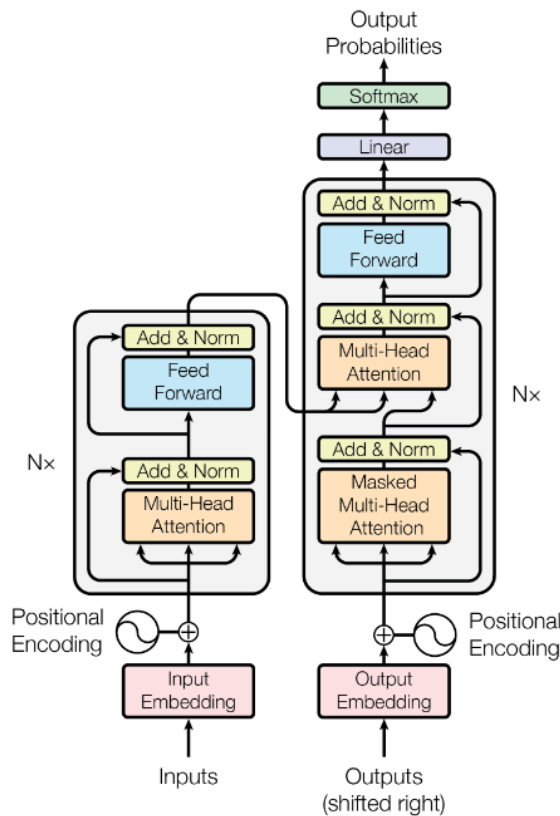 Output
Probabilities
Softmax
Linear
Add & Norm
Feed
Forward
Add & Norm
Multi-Head
Attention
Nx
Add & Norm
Masked
Multi-Head
Attention
Add & Norm
Feed
Forward
Nx
Add & Norm
Multi-Head
Attention
Positional
Encoding
Positional
Encoding
Input
Embedding
Output
Embedding
Inputs
Outputs
(shifted right)